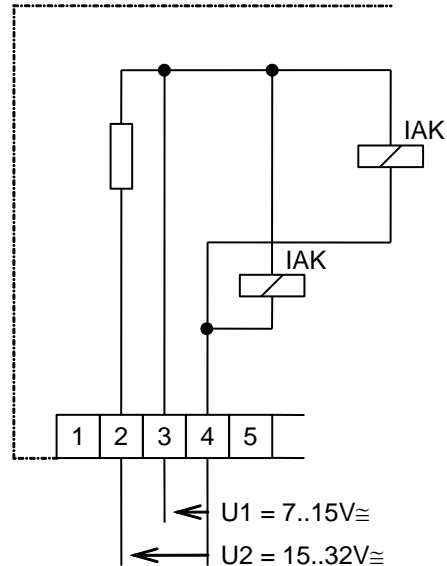 IAK
IAK
1 2 3 4 5
U1 = 7..15V≅
U2 = 15..32V≅